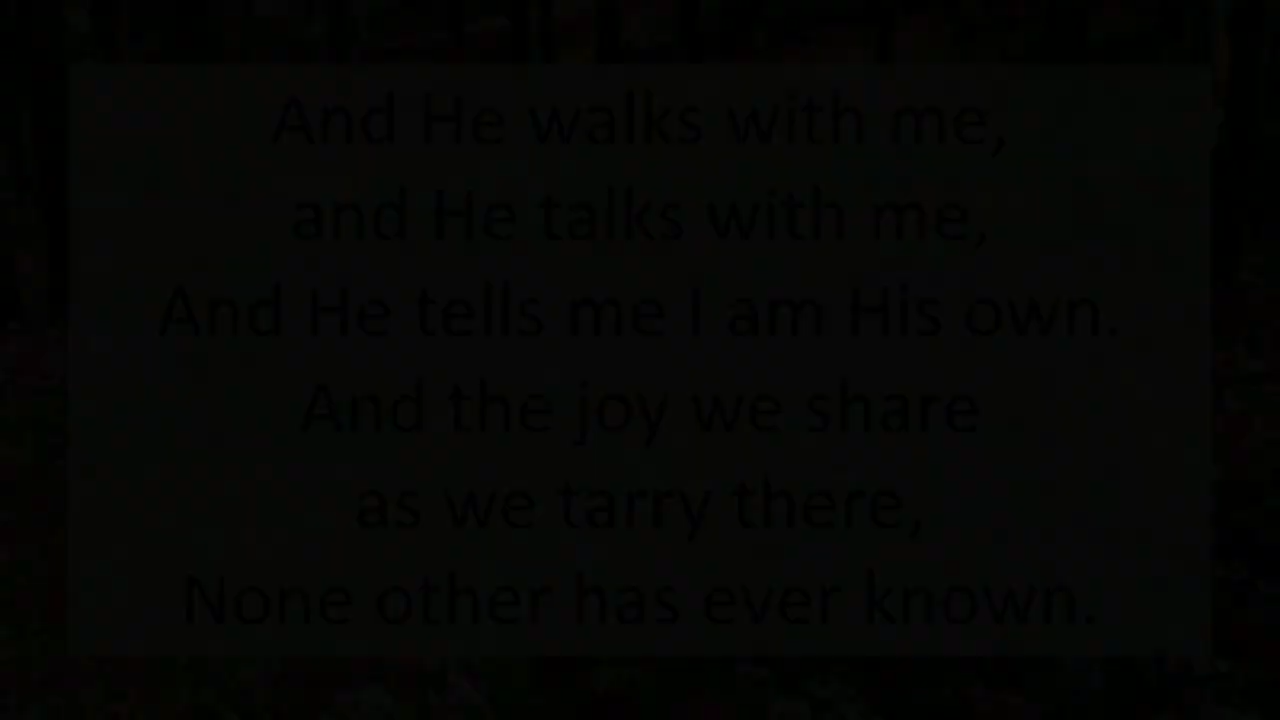 And He walks with me,
and He talks with me,
And He tells me I am His own.
And the joy we share
as we tarry there,
None other has ever known.